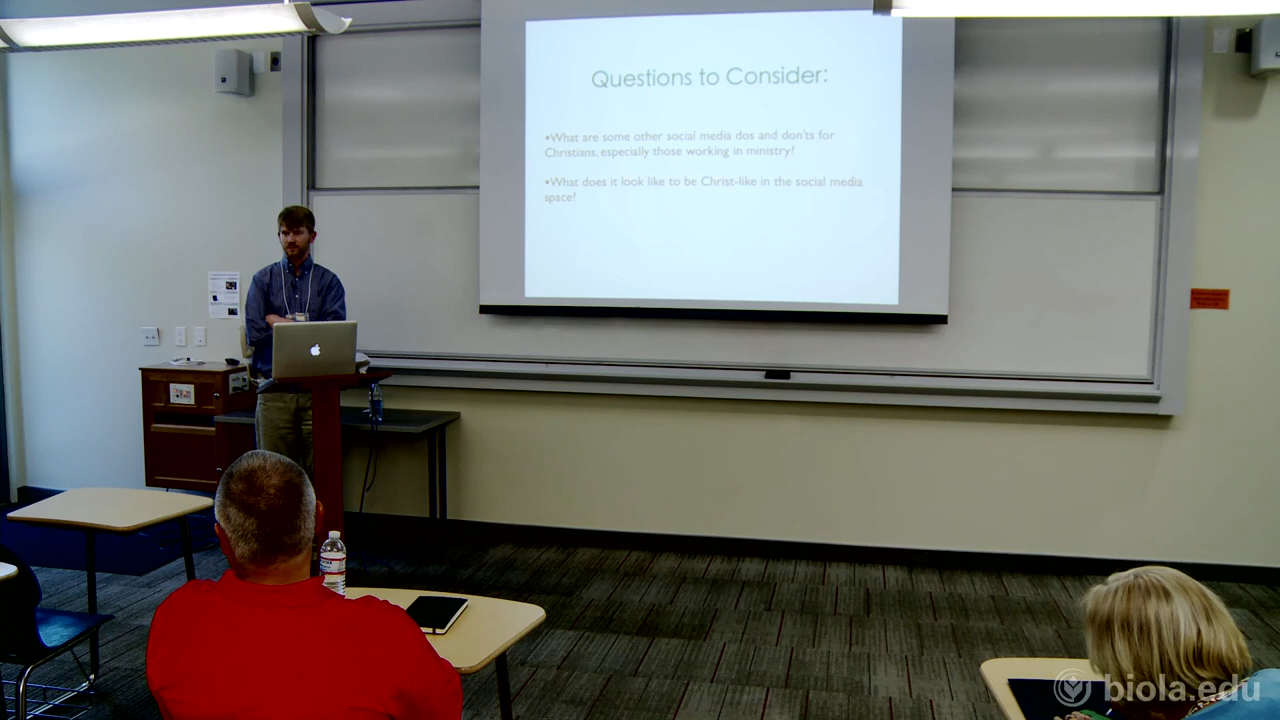 Questions to Consider:
•What are some other social media dos and don'ts for
Christians, especially those working in ministry?
•What does it look like to be Christ-like in the social media
space?
biola.edu